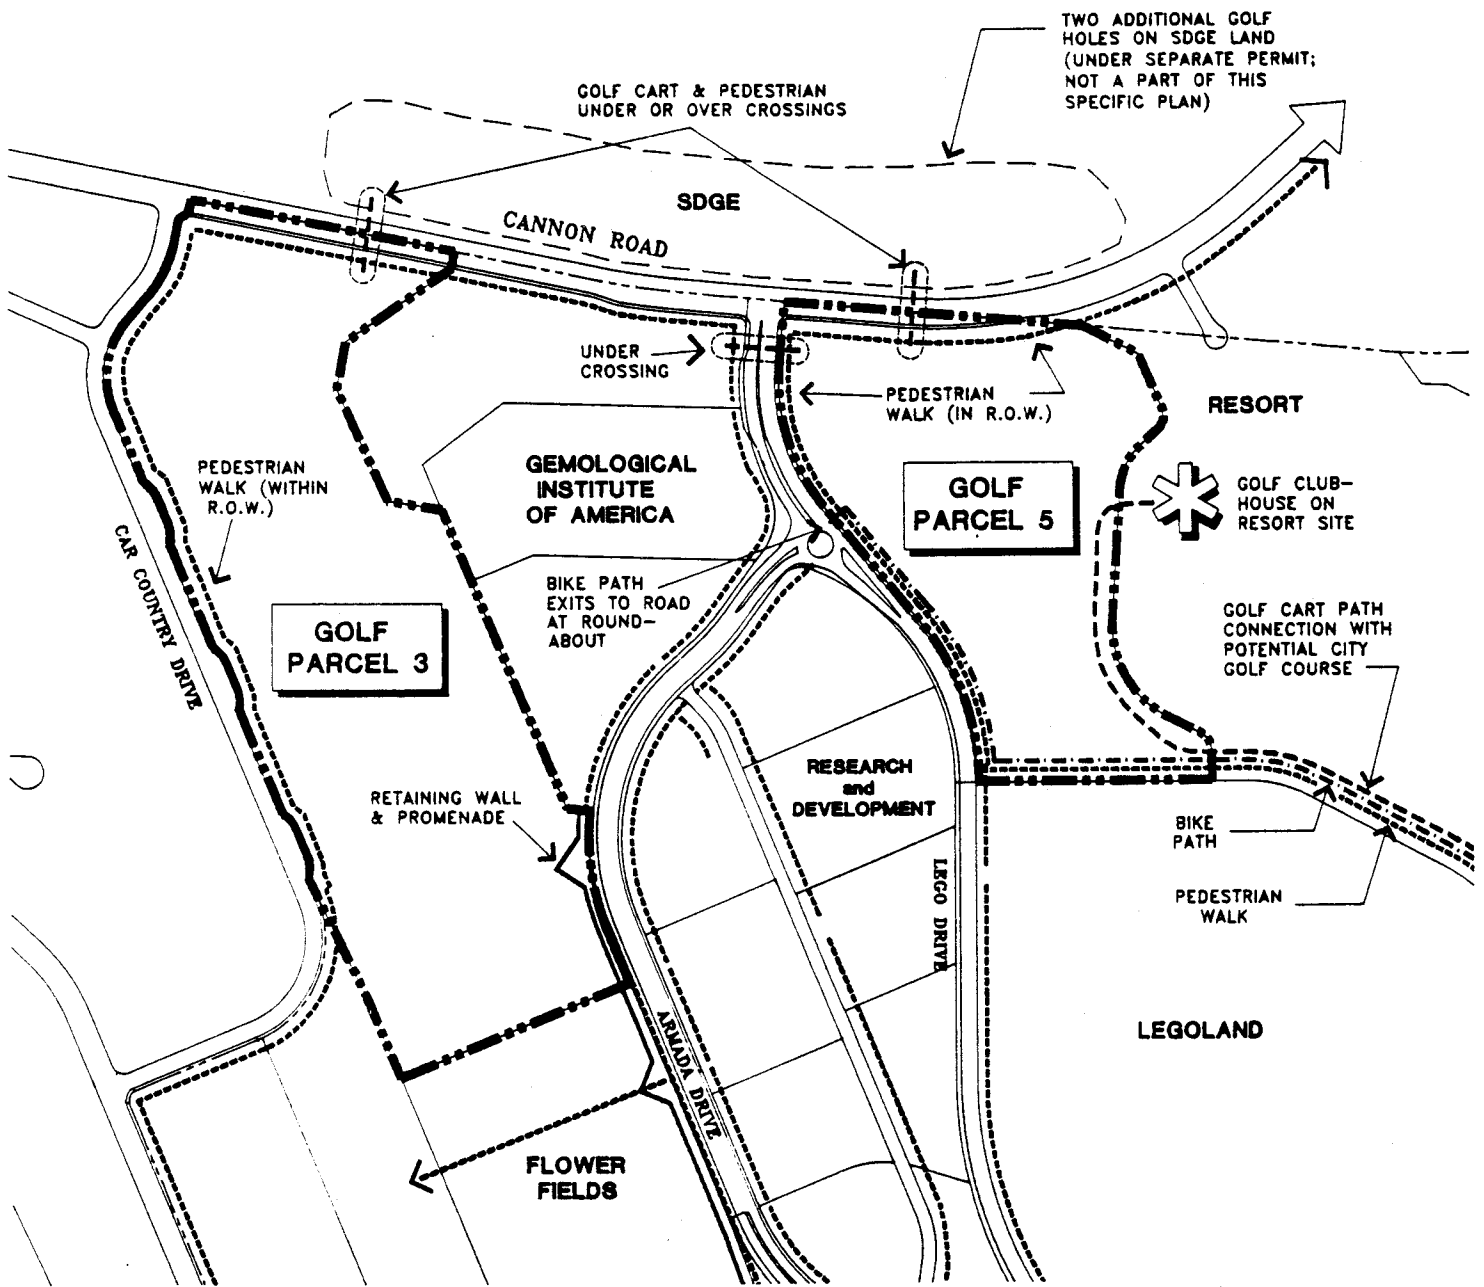 TWO ADDITIONAL GOLF
HOLES ON SDGE LAND
(UNDER SEPARATE PERMIT;
NOT A PART OF THIS
SPECIFIC PLAN)
GOLF CART & PEDESTRIAN
UNDER OR OVER CROSSINGS
SDGE
CANNON ROAD
UNDER
CROSSING
PEDESTRIAN
WALK (IN R.O.W.)
RESORT
PEDESTRIAN
WALK (WITHIN
R.O.W.)
GEMOLOGICAL
INSTITUTE
OF AMERICA
GOLF
PARCEL 5
GOLF CLUB-
HOUSE ON
RESORT SITE
CAR COUNTRY DRIVE
BIKE PATH
EXITS TO ROAD
AT ROUND-
ABOUT
GOLF
PARCEL 3
GOLF CART PATH
CONNECTION WITH
POTENTIAL CITY
GOLF COURSE
RESEARCH
and
DEVELOPMENT
RETAINING WALL
& PROMENADE
BIKE
PATH
LEGO DRIVE
PEDESTRIAN
WALK
ARMADA DRIVE
LEGOLAND
FLOWER
FIELDS